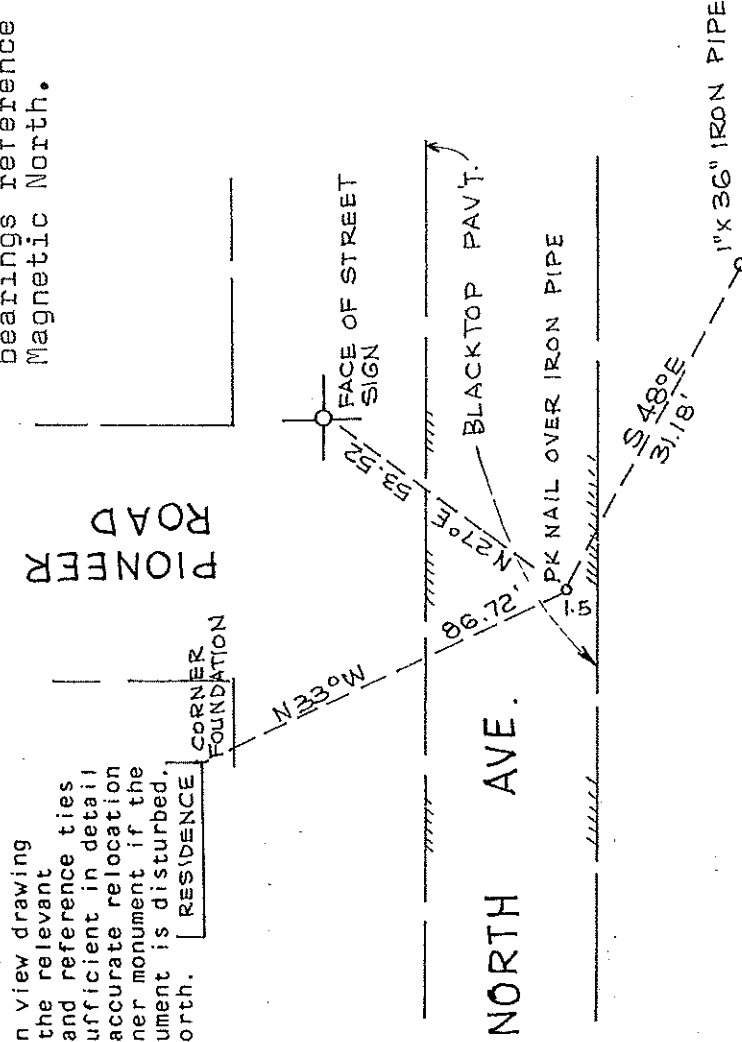 bearings reference
Magnetic North.
n view drawing
the relevant
and reference ties
ufficient in detail
accurate relocation
ner monument if the
ument is disturbed.
orth.
PIONEER
ROAD
RESIDENCE
CORNER
FOUNDATION
FACE OF STREET
SIGN
N33°W
86.72'
N27°E
53.52
BLACKTOP PAV'T.
PK NAIL OVER IRON PIPE
1.5
NORTH AVE.
S 48°E
31.18'
1"x36" IRON PIPE